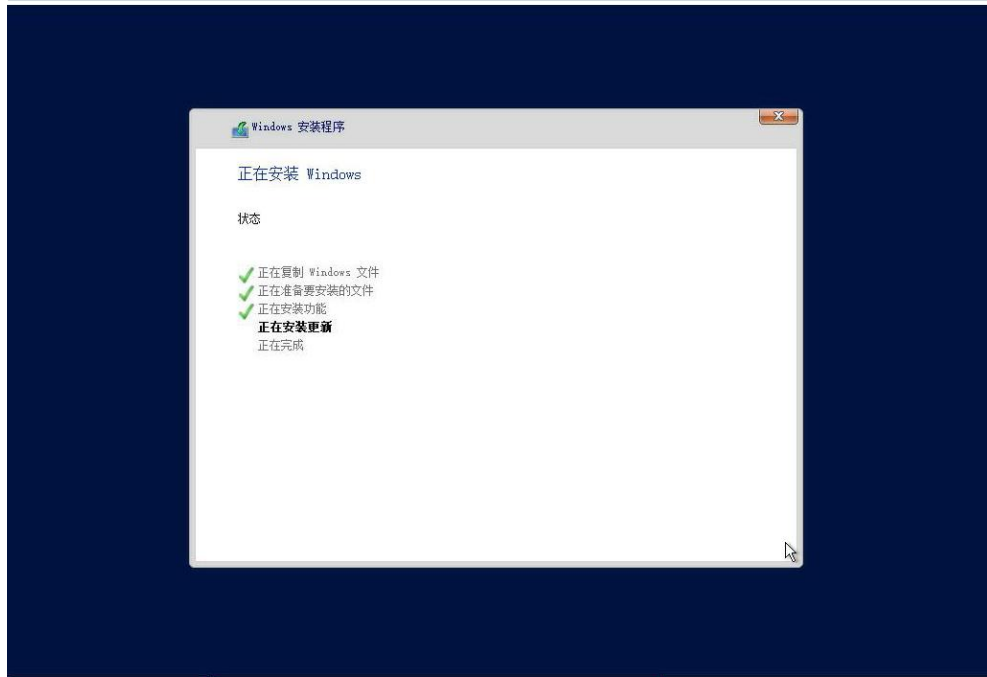 Windows 安装程序
正在安装 Windows
状态
正在复制 Windows 文件
正在准备要安装的文件
正在安装功能
正在安装更新
正在完成